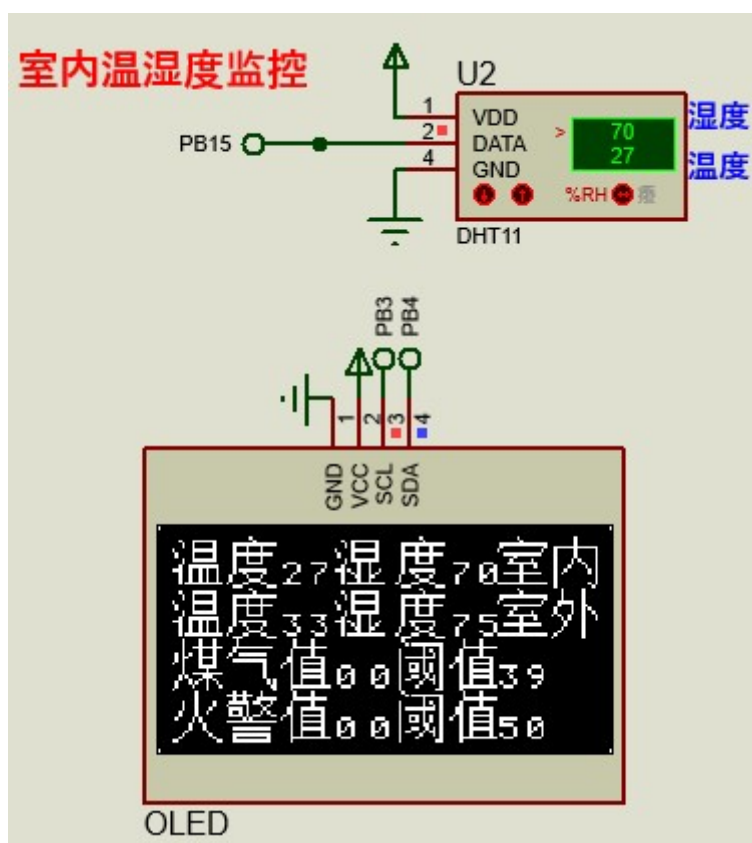 室内温湿度监控
U2
1
VDD
湿度
PB15
2
DATA
>
70
4
GND
27
温度
%RH
DHT11
PB3
PB4
1
2
3
4
GND
VCC
SCL
SDA
温度27湿度70室内
温度33湿度75室外
煤气值00阈值39
火警值00阈值50
OLED